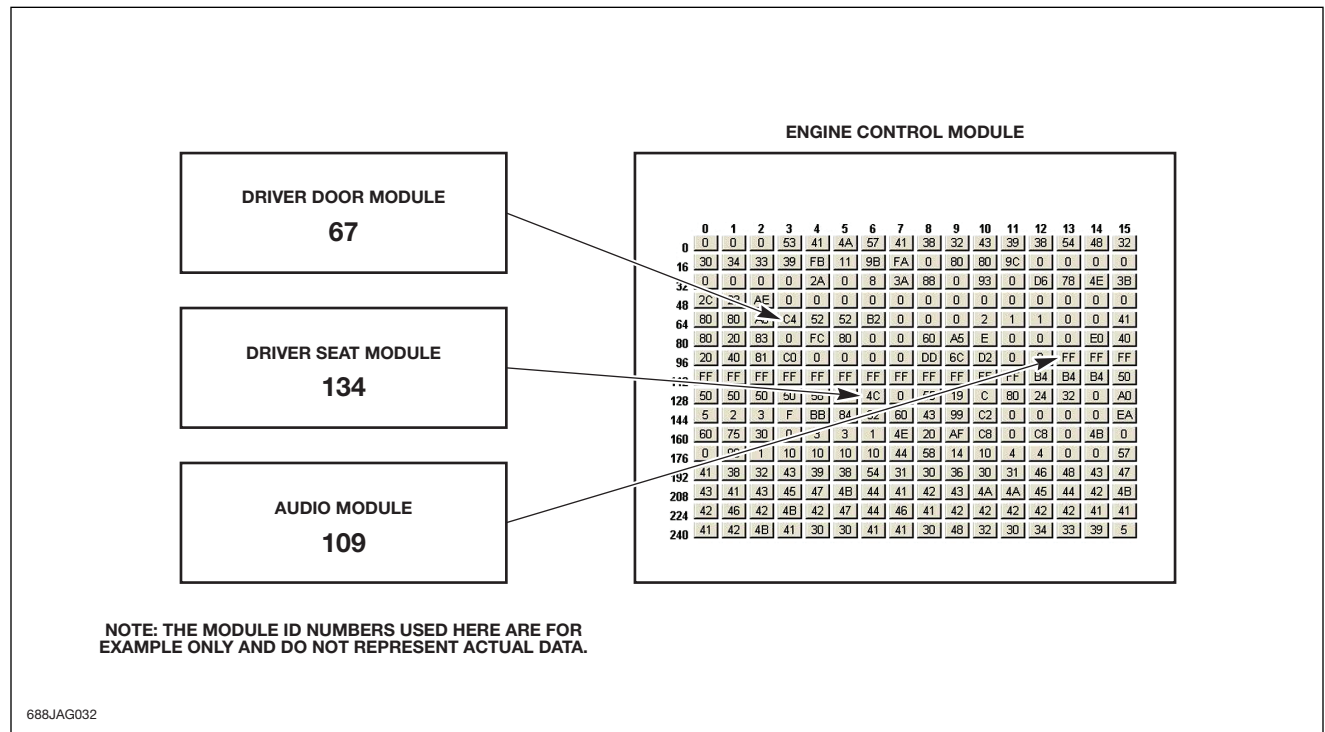 ENGINE CONTROL MODULE
DRIVER DOOR MODULE
67
DRIVER SEAT MODULE
134
AUDIO MODULE
109
0 1 2 3 4 5 6 7 8 9 10 11 12 13 14 15
0 0 0 0 53 41 4A 57 41 38 32 43 39 38 54 48 32
16 30 34 33 39 FB 11 9B FA 0 80 80 9C 0 0 0 0
32 0 0 0 0 2A 0 8 3A 88 0 93 0 D6 78 4E 3B
48 2C AE 0 0 0 0 0 0 0 0 0 0 0 0 0
64 80 80 C4 52 52 B2 0 0 0 2 1 1 0 0 41
80 80 20 83 0 FC 80 0 0 60 A5 E 0 0 0 E0 40
96 20 40 81 C0 0 0 0 0 DD 6C D2 0 FF FF FF
FF FF FF FF FF FF FF FF FF FF FF FF B4 B4 B4 50
128 50 50 50 50 4C 0 19 C 80 24 32 0 A0
144 5 2 3 F BB 84 60 43 99 C2 0 0 0 0 EA
160 60 75 30 0 3 3 1 4E 20 AF C8 0 C8 0 4B 0
176 0 1 10 10 10 10 44 58 14 10 4 4 0 0 57
192 41 38 32 43 39 38 54 31 30 36 30 31 46 48 43 47
208 43 41 43 45 47 4B 44 41 42 43 4A 4A 45 44 42 4B
224 42 46 42 4B 42 47 44 46 41 42 42 42 42 42 41 41
240 41 42 4B 41 30 30 41 41 30 48 32 30 34 33 39 5
NOTE: THE MODULE ID NUMBERS USED HERE ARE FOR
EXAMPLE ONLY AND DO NOT REPRESENT ACTUAL DATA.
688JAG032